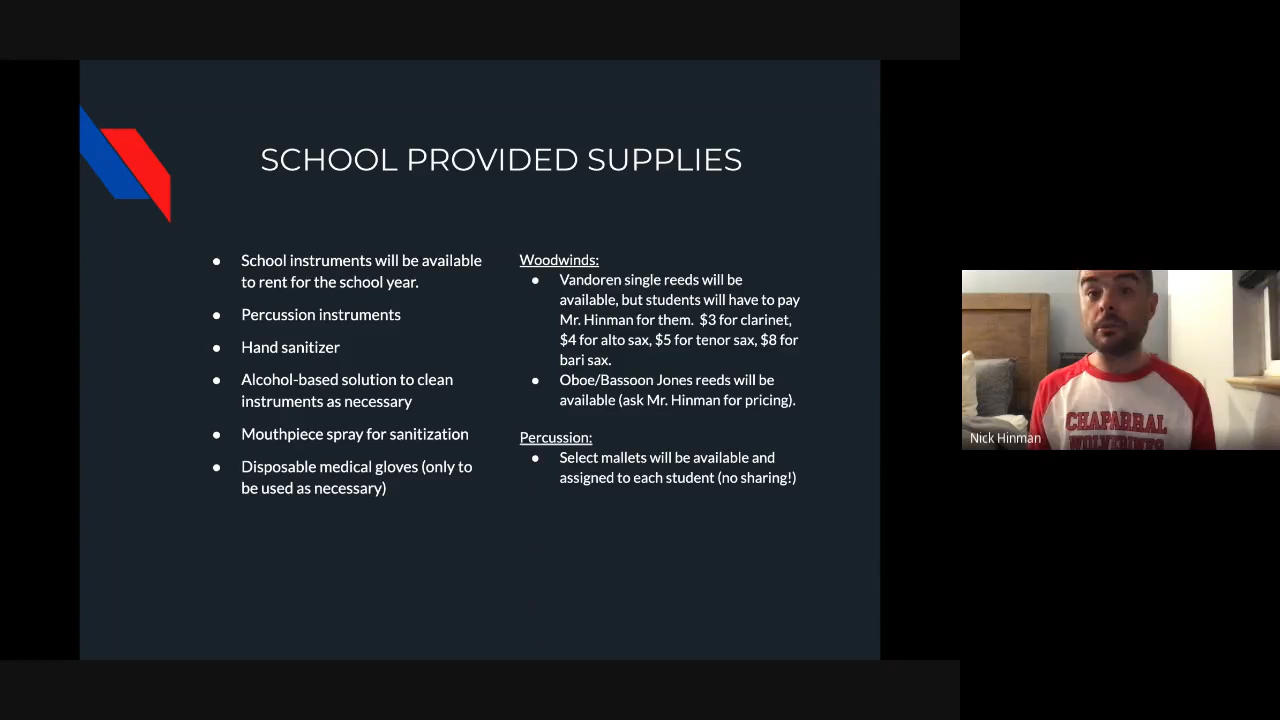 SCHOOL PROVIDED SUPPLIES
● School instruments will be available
to rent for the school year.
● Percussion instruments
● Hand sanitizer
● Alcohol-based solution to clean
instruments as necessary
● Mouthpiece spray for sanitization
● Disposable medical gloves (only to
be used as necessary)
Woodwinds:
● Vandoren single reeds will be
available, but students will have to pay
Mr. Hinman for them.  $3 for clarinet,
$4 for alto sax, $5 for tenor sax, $8 for
bari sax.
● Oboe/Bassoon Jones reeds will be
available (ask Mr. Hinman for pricing).
Percussion:
● Select mallets will be available and
assigned to each student (no sharing!)
CHAPARRAL
WOLVERINES
Nick Hinman